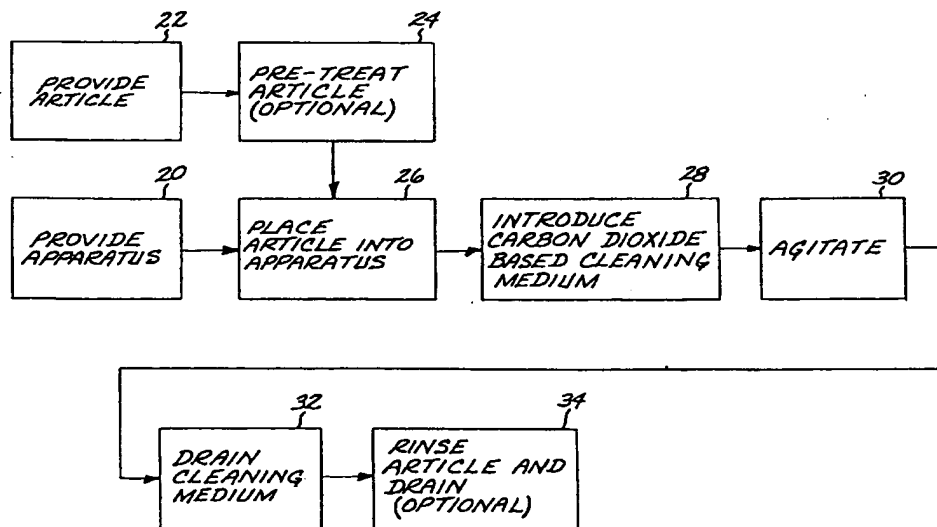 22
PROVIDE
ARTICLE
24
PRE-TREAT
ARTICLE
(OPTIONAL)
20
PROVIDE
APPARATUS
26
PLACE
ARTICLE INTO
APPARATUS
28
INTRODUCE
CARBON DIOXIDE
BASED CLEANING
MEDIUM
30
AGITATE
32
DRAIN
CLEANING
MEDIUM
34
RINSE
ARTICLE AND
DRAIN
(OPTIONAL)